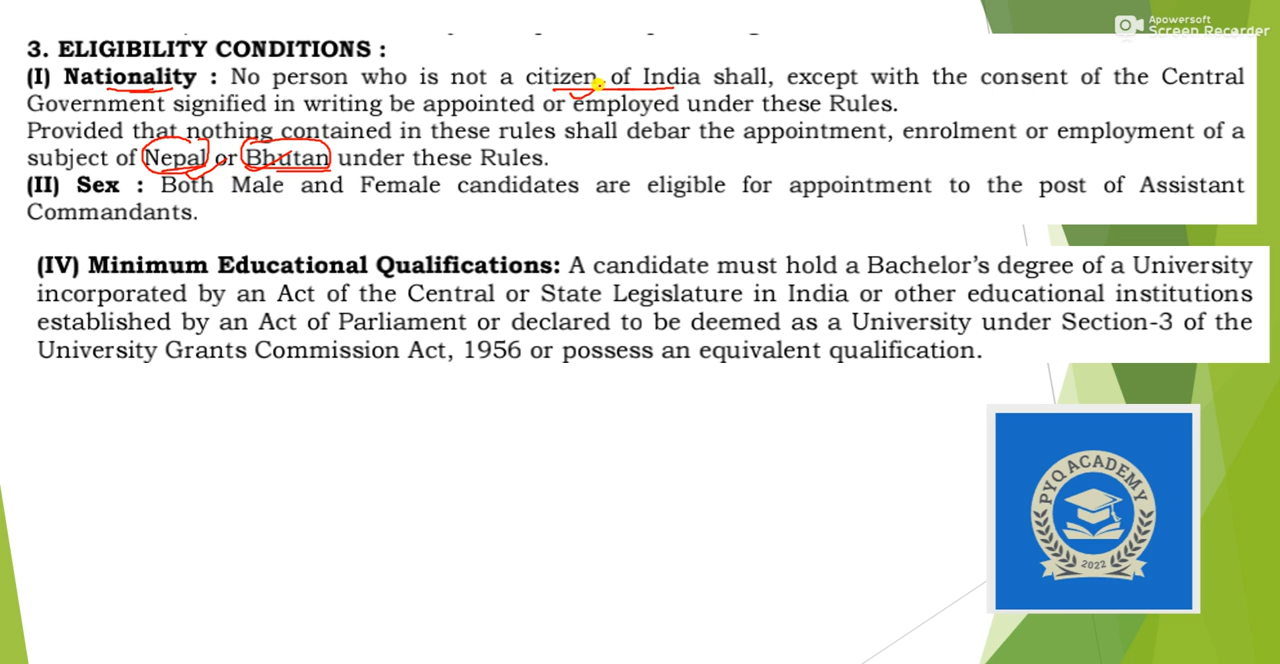 Apowersoft
Screen Recorder
3. ELIGIBILITY CONDITIONS :
(I) Nationality : No person who is not a citizen of India shall, except with the consent of the Central
Government signified in writing be appointed or employed under these Rules.
Provided that nothing contained in these rules shall debar the appointment, enrolment or employment of a
subject of Nepal or Bhutan under these Rules.
(II) Sex : Both Male and Female candidates are eligible for appointment to the post of Assistant
Commandants.
(IV) Minimum Educational Qualifications: A candidate must hold a Bachelor’s degree of a University
incorporated by an Act of the Central or State Legislature in India or other educational institutions
established by an Act of Parliament or declared to be deemed as a University under Section-3 of the
University Grants Commission Act, 1956 or possess an equivalent qualification.
PYQ ACADEMY
2022